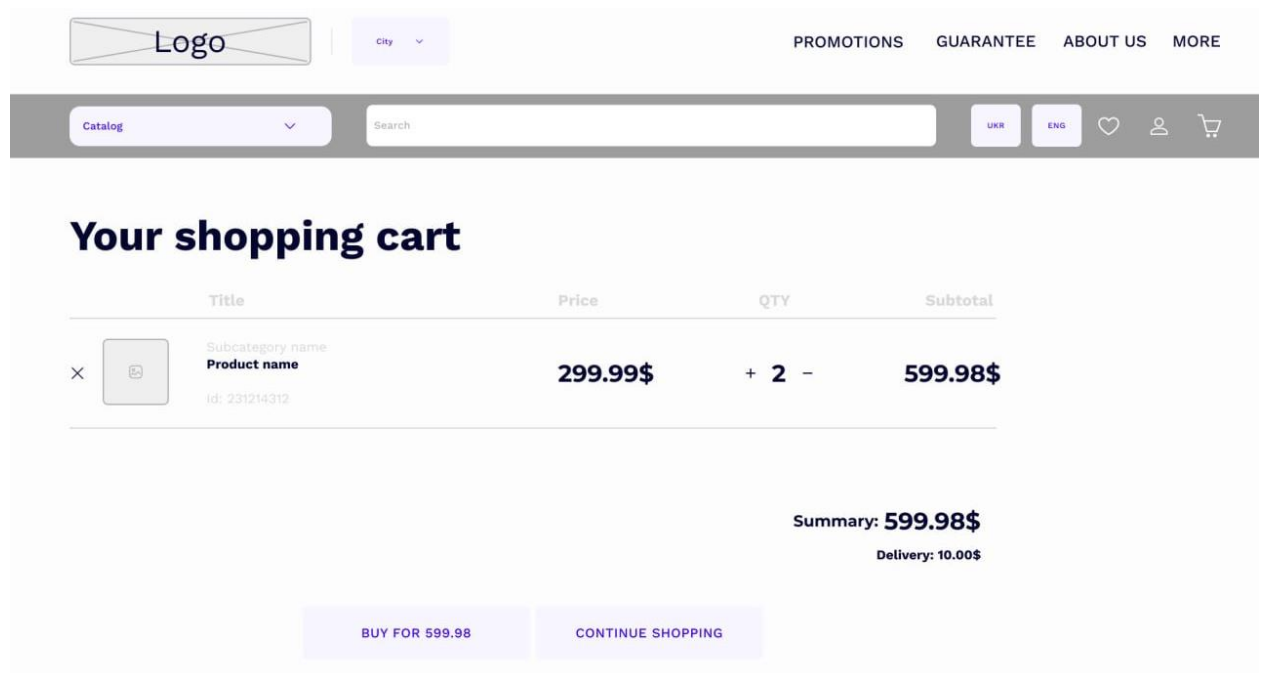 Logo City PROMOTIONS GUARANTEE ABOUT US MORE
Catalog Search UKR ENG
Your shopping cart
Title Price QTY Subtotal
Subcategory name
Product name
299.99$ + 2 − 599.98$
id: 231214312
Summary: 599.98$
Delivery: 10.00$
BUY FOR 599.98 CONTINUE SHOPPING